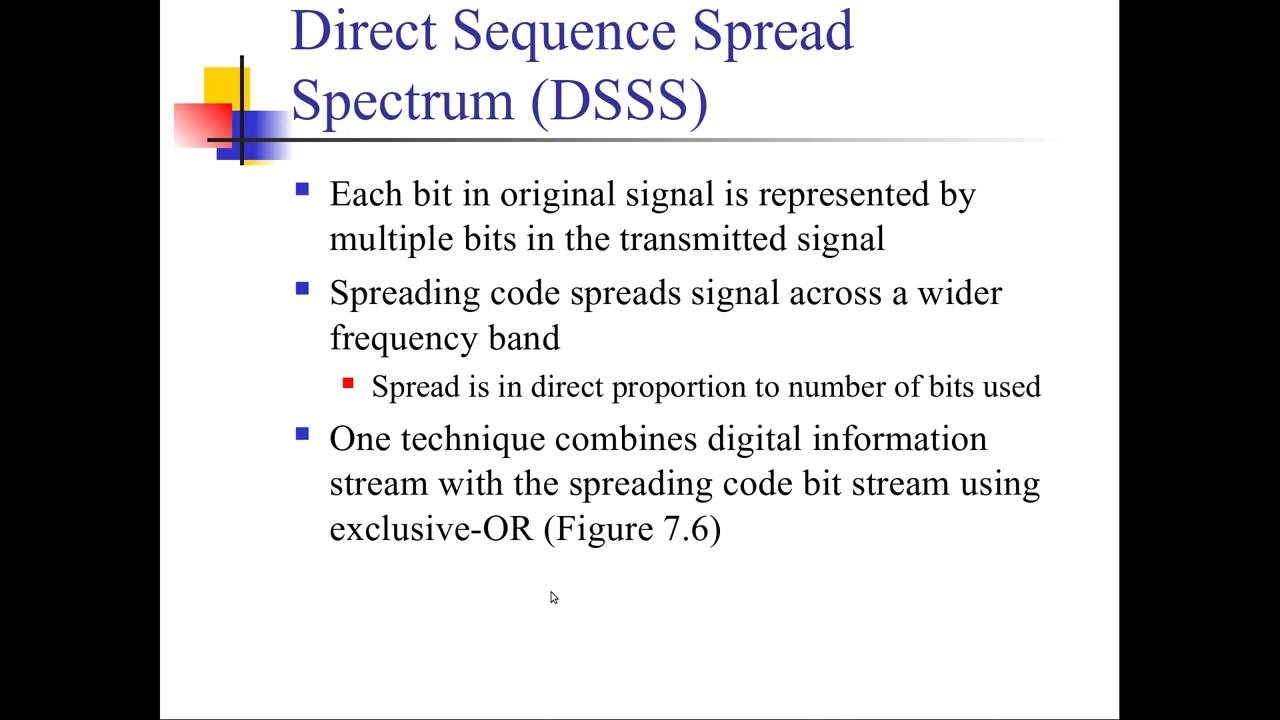 Direct Sequence Spread
Spectrum (DSSS)
Each bit in original signal is represented by
multiple bits in the transmitted signal
Spreading code spreads signal across a wider
frequency band
Spread is in direct proportion to number of bits used
One technique combines digital information
stream with the spreading code bit stream using
exclusive-OR (Figure 7.6)